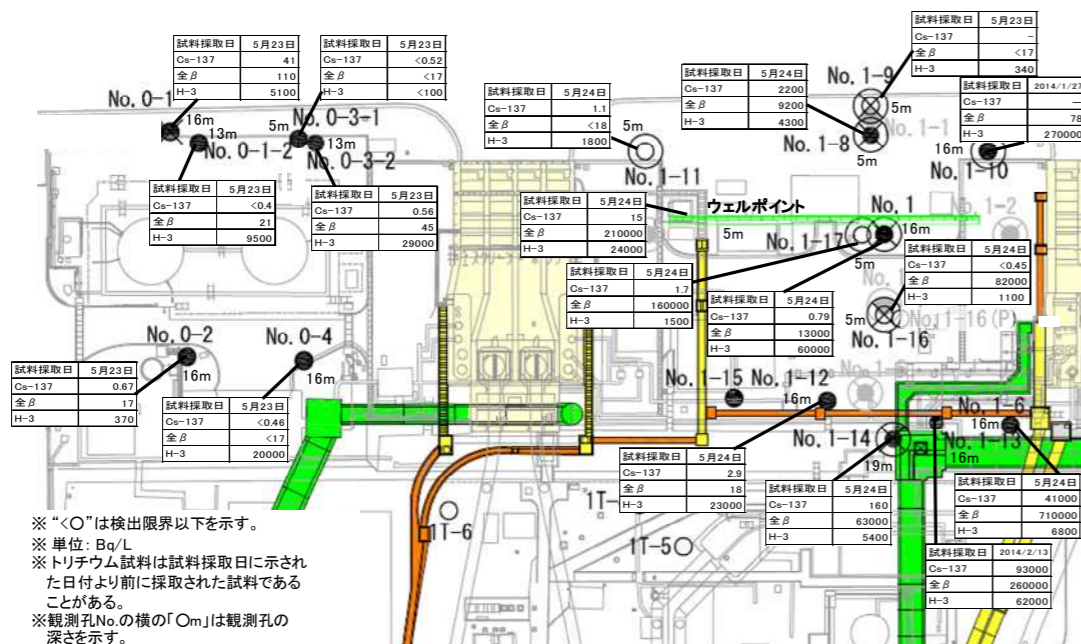 試料採取日 5月23日
Cs-137 41
全β 110
H-3 5100
試料採取日 5月23日
Cs-137 <0.52
全β <17
H-3 <100
試料採取日 5月23日
Cs-137 －
全β <17
H-3 340
試料採取日 5月24日
Cs-137 2200
全β 9200
H-3 4300
試料採取日 2014/1/27
Cs-137 －
全β 78
H-3 270000
試料採取日 5月24日
Cs-137 1.1
全β <18
H-3 1800
No. 0-1
16m
13m
No. 0-1-2
5m
No. 0-3-1
13m
No. 0-3-2
5m
No. 1-11
No. 1-9
5m
No. 1-8
5m
1-1
16m
No. 1-10
試料採取日 5月23日
Cs-137 <0.4
全β 21
H-3 9500
試料採取日 5月23日
Cs-137 0.56
全β 45
H-3 29000
試料採取日 5月24日
Cs-137 15
全β 210000
H-3 24000
ウェルポイント
5m
No. 1-17
5m
No. 1
16m
1-2
試料採取日 5月24日
Cs-137 1.7
全β 160000
H-3 1500
試料採取日 5月24日
Cs-137 0.79
全β 13000
H-3 60000
試料採取日 5月24日
Cs-137 <0.45
全β 82000
H-3 1100
5m
No. 1-16
No. 1-16(P)
No. 0-2
16m
No. 0-4
16m
試料採取日 5月23日
Cs-137 0.67
全β 17
H-3 370
試料採取日 5月23日
Cs-137 <0.46
全β <17
H-3 20000
No. 1-15
No. 1-12
16m
No. 1-6
16m
No. 1-14
19m
No. 1-13
16m
試料採取日 5月24日
Cs-137 2.9
全β 18
H-3 23000
試料採取日 5月24日
Cs-137 160
全β 63000
H-3 5400
試料採取日 5月24日
Cs-137 41000
全β 710000
H-3 6800
試料採取日 2014/2/13
Cs-137 93000
全β 260000
H-3 62000
1T-6
1T-
1T-5
※ “<○”は検出限界以下を示す。
※ 単位: Bq/L
※ トリチウム試料は試料採取日に示され
た日付より前に採取された試料である
ことがある。
※観測孔No.の横の「○m」は観測孔の
深さを示す。